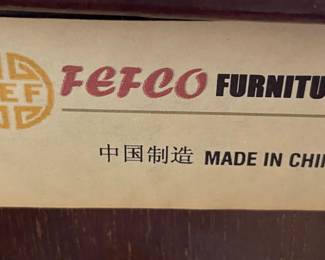 FEFCO FURNITU
中国制造 MADE IN CHI